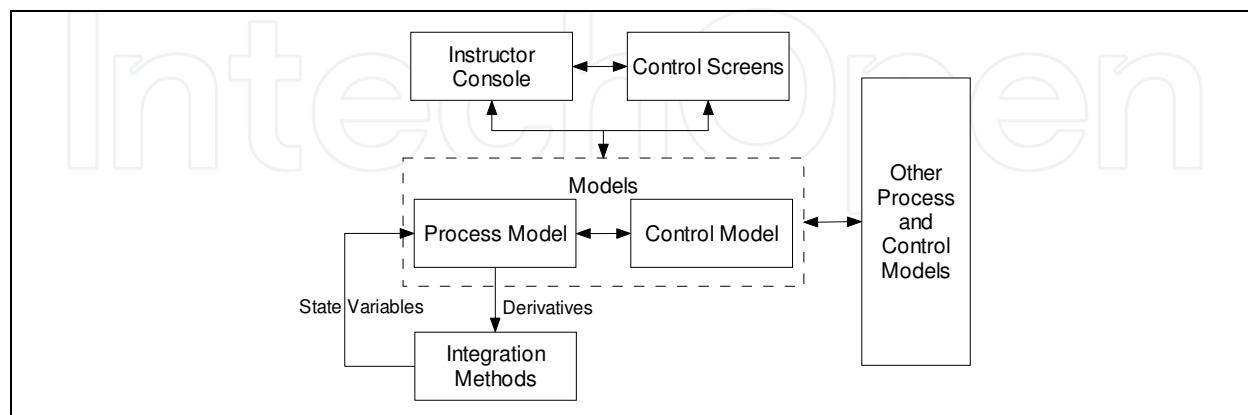 IntechOpen
Instructor
Console
Control Screens
Models
Process Model
Control Model
Other
Process
and
Control
Models
State Variables
Derivatives
Integration
Methods